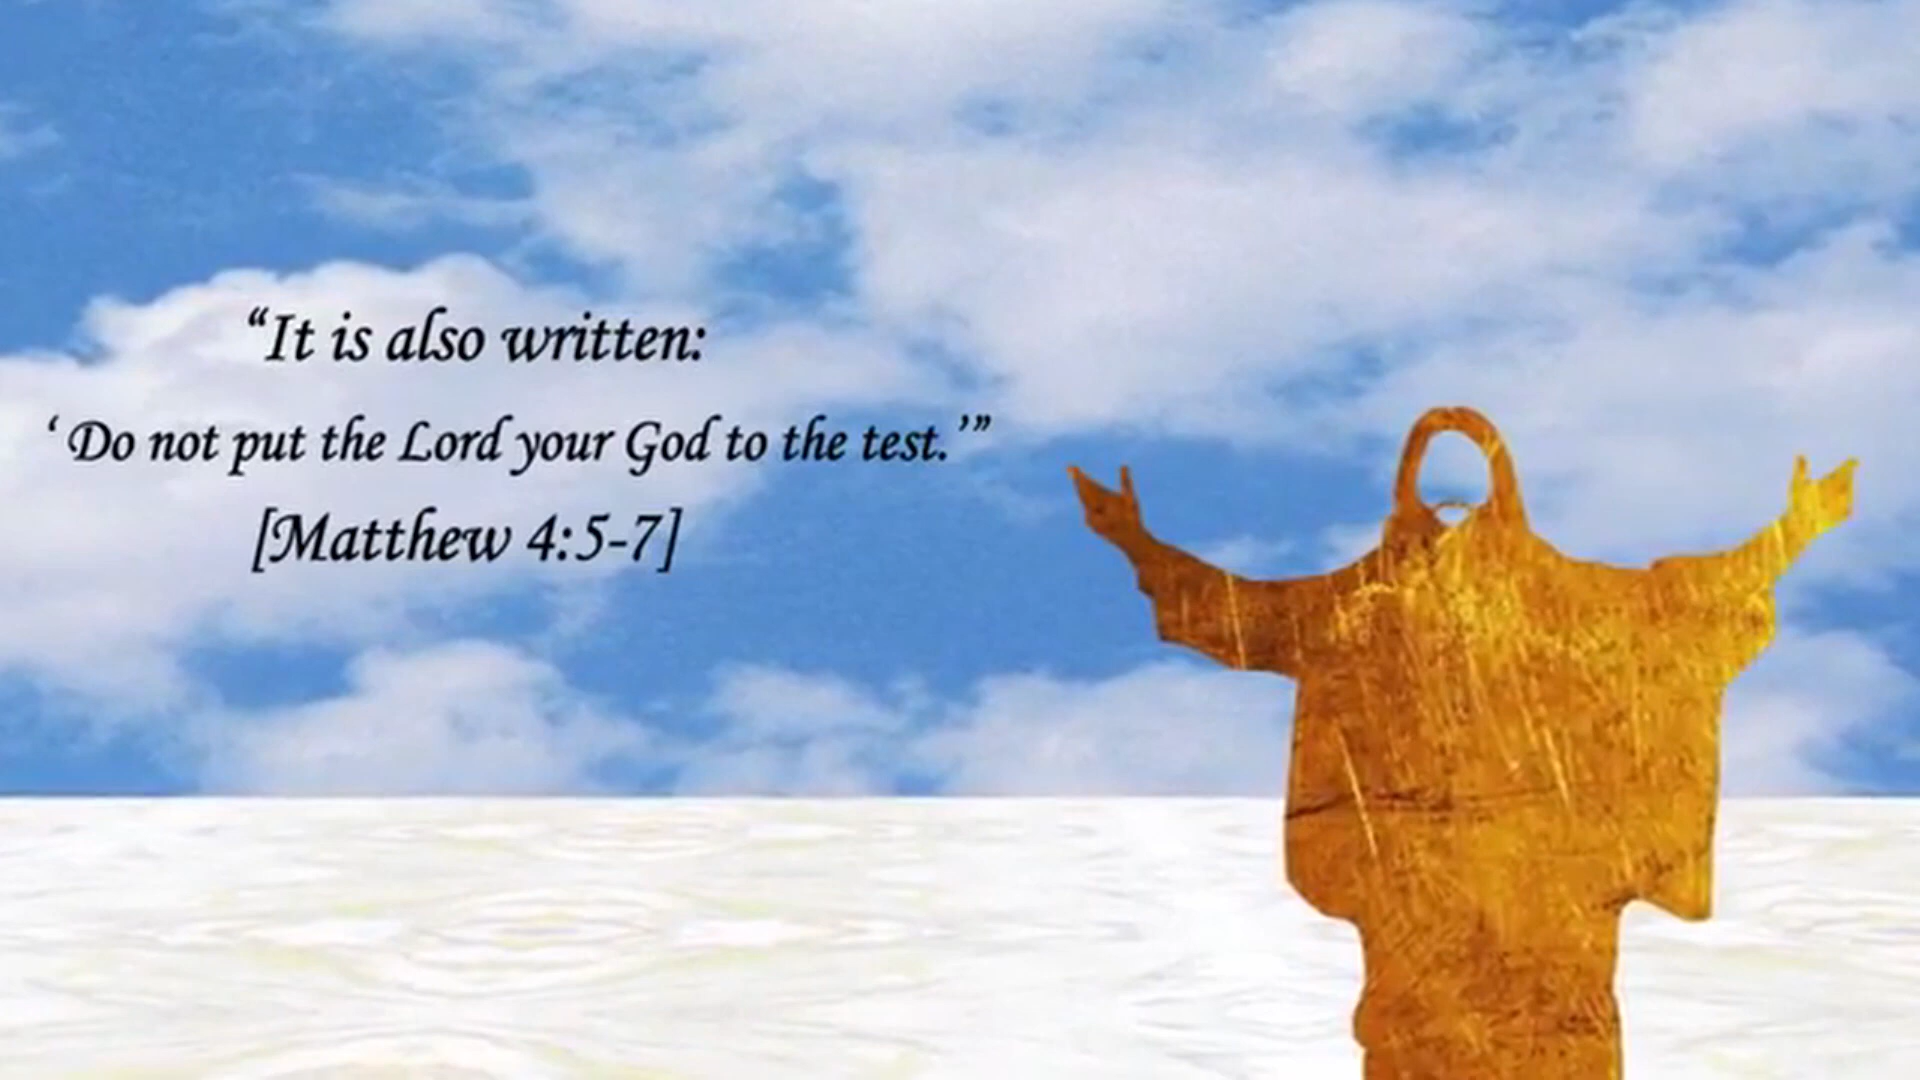 “It is also written:
‘ Do not put the Lord your God to the test.’”
[Matthew 4:5-7]